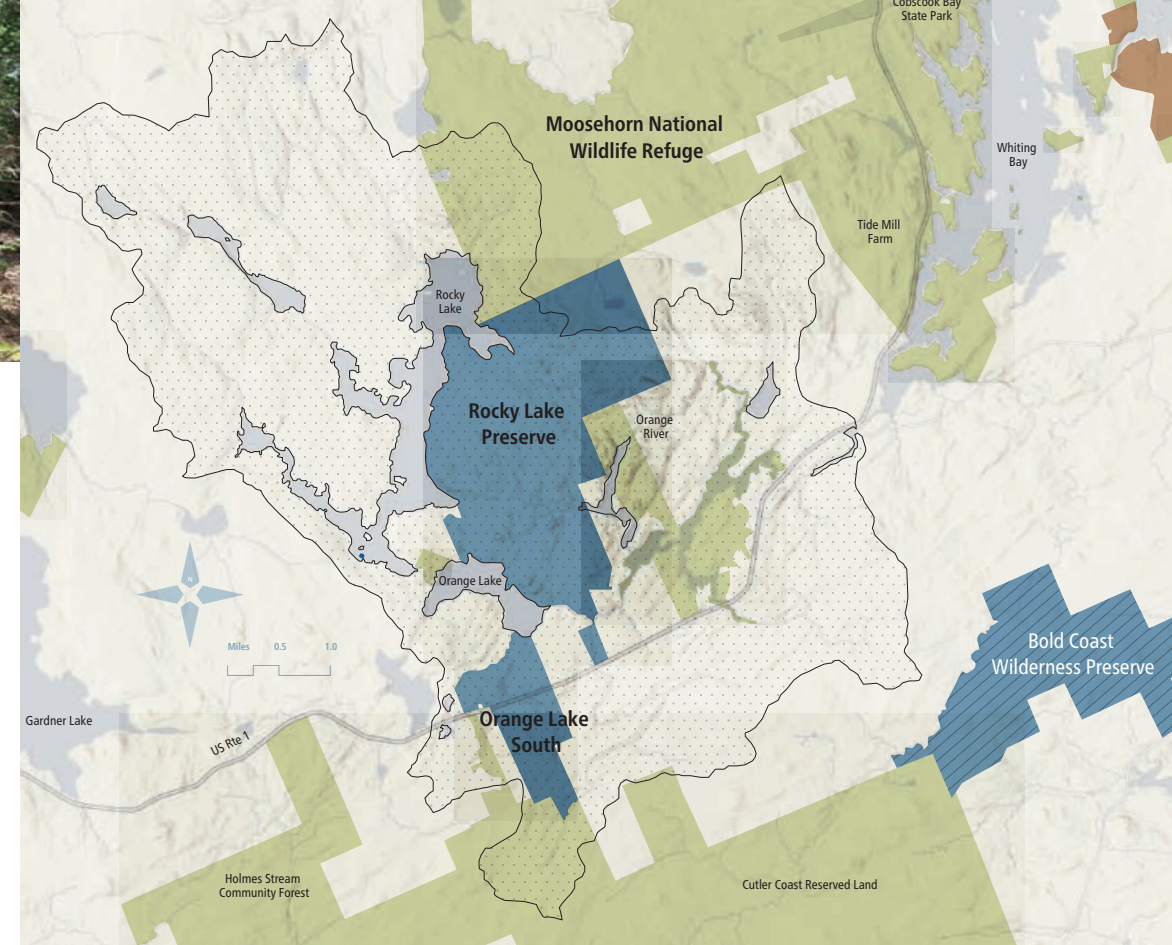 Cobscook Bay
State Park
Moosehorn National
Wildlife Refuge
Whiting
Bay
Tide Mill
Farm
Rocky
Lake
Rocky Lake
Preserve
Orange
River
Orange Lake
N
Miles 0.5 1.0
Bold Coast
Wilderness Preserve
Gardner Lake
US Rte 1
Orange Lake
South
Holmes Stream
Community Forest
Cutler Coast Reserved Land